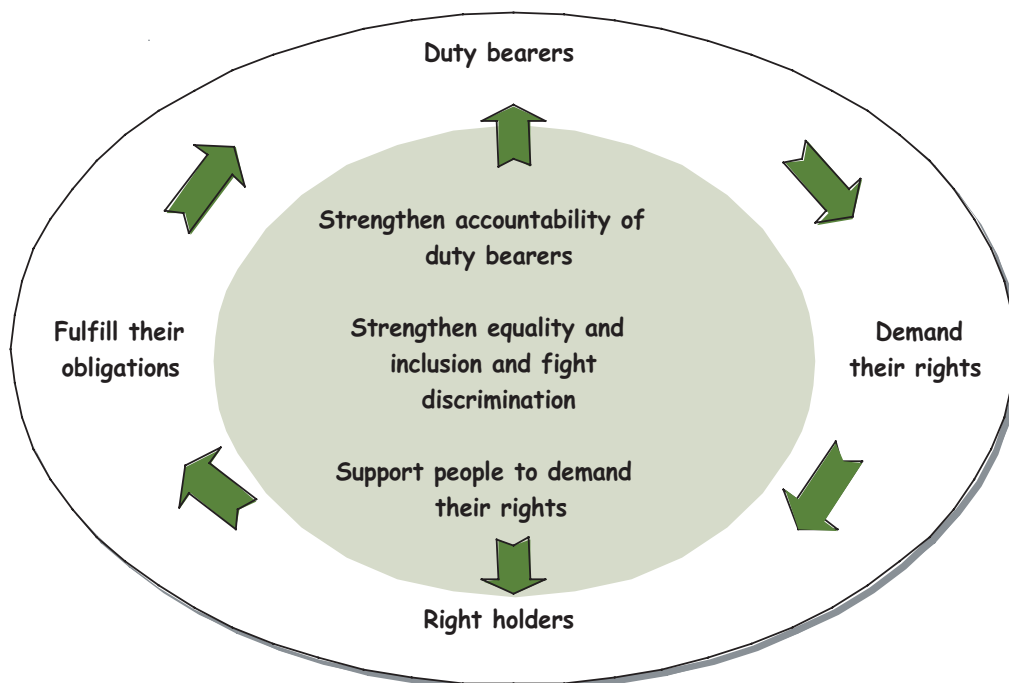 Duty bearers
Strengthen accountability of
duty bearers
Fulfill their
obligations
Strengthen equality and
inclusion and fight
discrimination
Demand
their rights
Support people to demand
their rights
Right holders